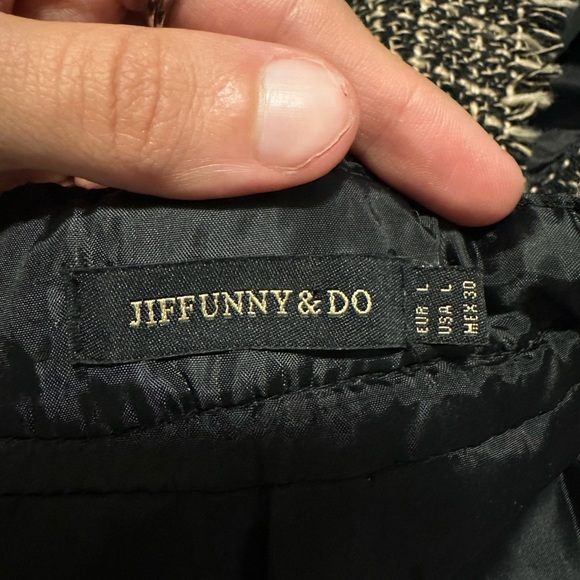 JIFFUNNY & DO
EUR L
USA L
MEX 30